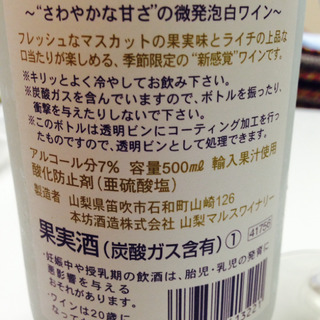 ～“さわやかな甘さ”の微発泡白ワイン～
フレッシュなマスカットの果実味とライチの上品な
口当たりが楽しめる、季節限定の“新感覚”ワインです。
※キリッとよく冷やしてお飲み下さい。
※炭酸ガスを含んでいますので、ボトルを振ったり、
衝撃を与えたりしないで下さい。
※このボトルは透明ビンにコーティング加工を行っ
たものですので、透明ビンとして処理できます。
アルコール分7% 容量500ml 輸入果汁使用
酸化防止剤(亜硫酸塩)
製造者 山梨県笛吹市石和町山崎126
本坊酒造株式会社 山梨マルスワイナリー
果実酒(炭酸ガス含有) ①
・妊娠中や授乳期の飲酒は、胎児・乳児の発育に
悪影響を与える
おそれがあります。
・ワインは20歳に
なって